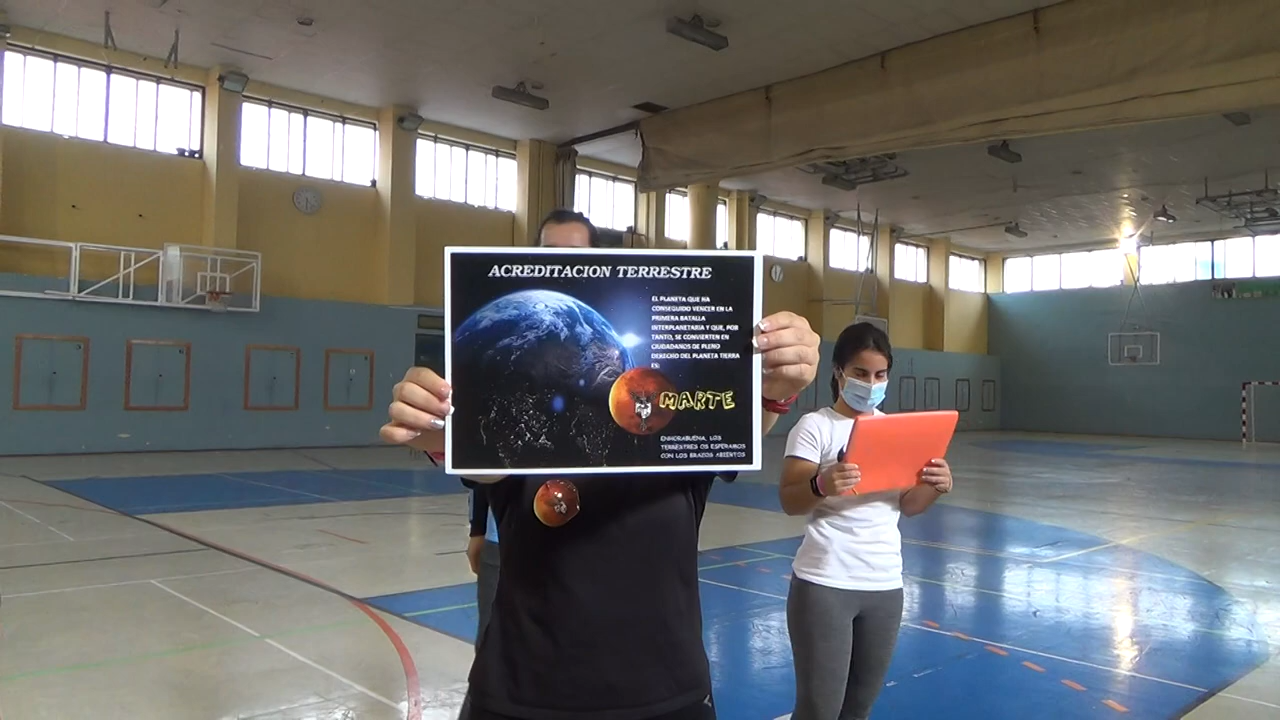 ACREDITACION TERRESTRE
EL PLANETA QUE HA
CONSEGUIDO VENCER EN LA
PRIMERA BATALLA
INTERPLANETARIA Y QUE, POR
TANTO, SE CONVIERTEN EN
CIUDADANOS DE PLENO
DERECHO DEL PLANETA TIERRA
ES:
MARTE
ENHORABUENA, LOS
TERRESTRES OS ESPERAMOS
CON LOS BRAZOS ABIERTOS